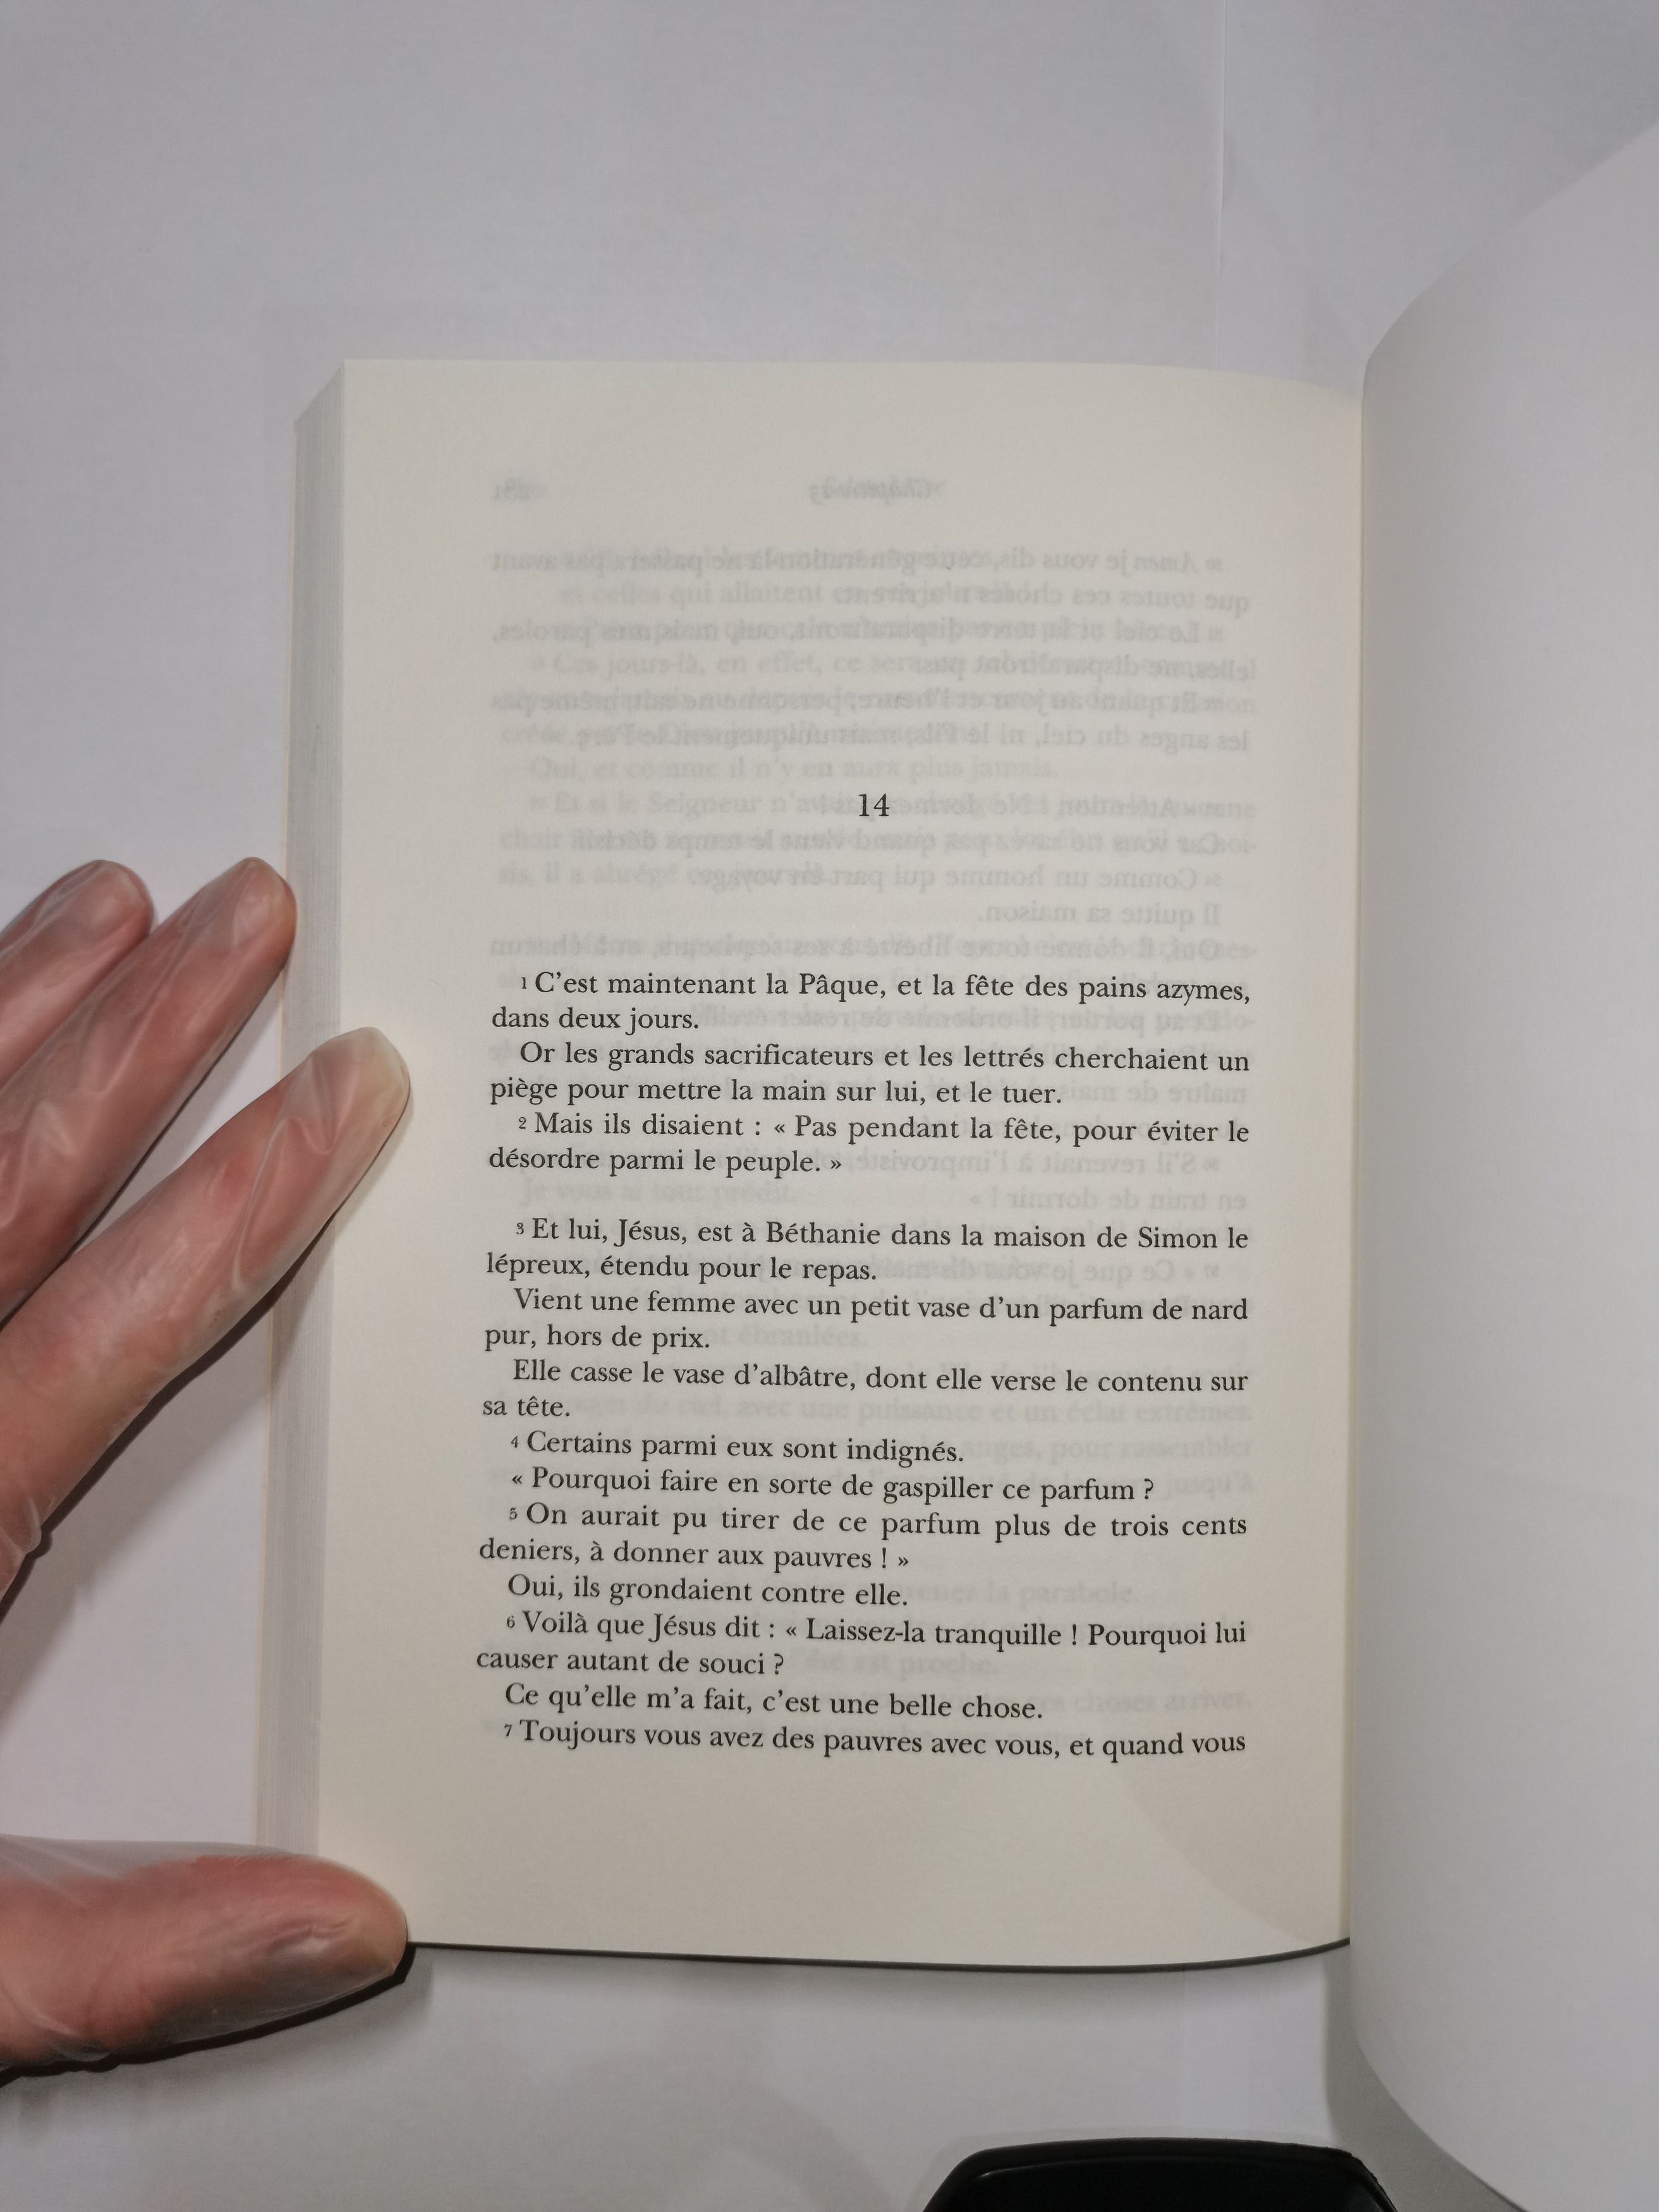 14
1 C'est maintenant la Pâque, et la fête des pains azymes,
dans deux jours.
Or les grands sacrificateurs et les lettrés cherchaient un
piège pour mettre la main sur lui, et le tuer.
2 Mais ils disaient : « Pas pendant la fête, pour éviter le
désordre parmi le peuple. »
3 Et lui, Jésus, est à Béthanie dans la maison de Simon le
lépreux, étendu pour le repas.
Vient une femme avec un petit vase d'un parfum de nard
pur, hors de prix.
Elle casse le vase d'albâtre, dont elle verse le contenu sur
sa tête.
4 Certains parmi eux sont indignés.
« Pourquoi faire en sorte de gaspiller ce parfum ?
5 On aurait pu tirer de ce parfum plus de trois cents
deniers, à donner aux pauvres ! »
Oui, ils grondaient contre elle.
6 Voilà que Jésus dit : « Laissez-la tranquille ! Pourquoi lui
causer autant de souci ?
Ce qu'elle m'a fait, c'est une belle chose.
7 Toujours vous avez des pauvres avec vous, et quand vous